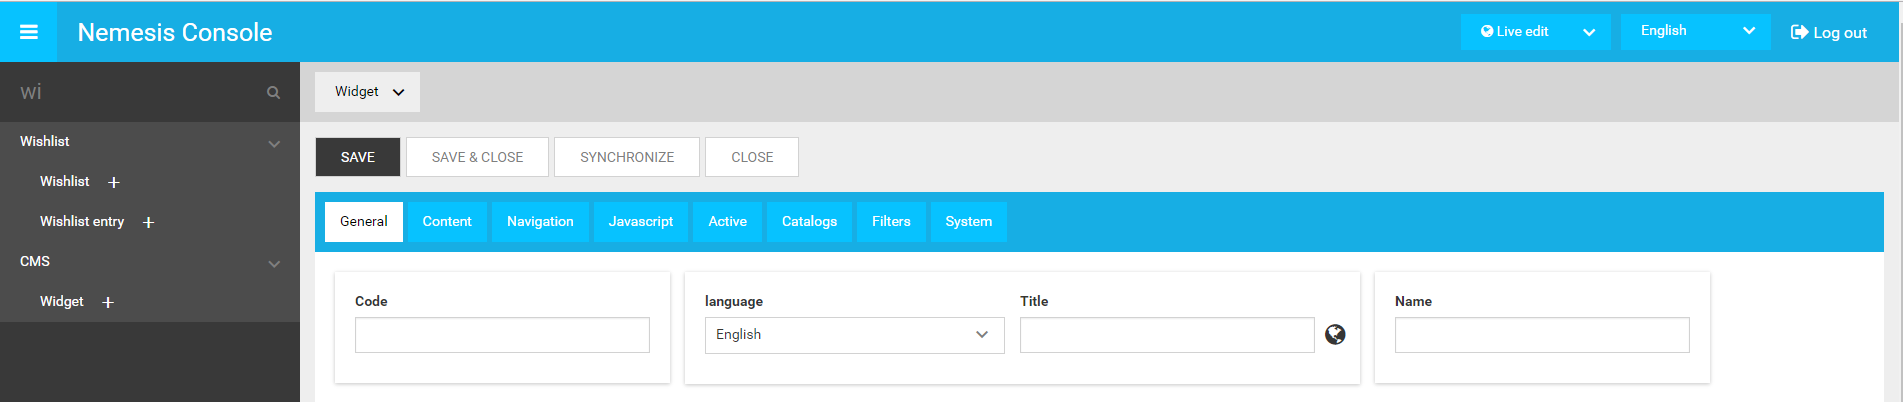 Nemesis Console
Live edit
English
Log out
wi
Wishlist
Wishlist
Wishlist entry
CMS
Widget
Widget
SAVE
SAVE & CLOSE
SYNCHRONIZE
CLOSE
General
Content
Navigation
Javascript
Active
Catalogs
Filters
System
Code
language
English
Title
Name